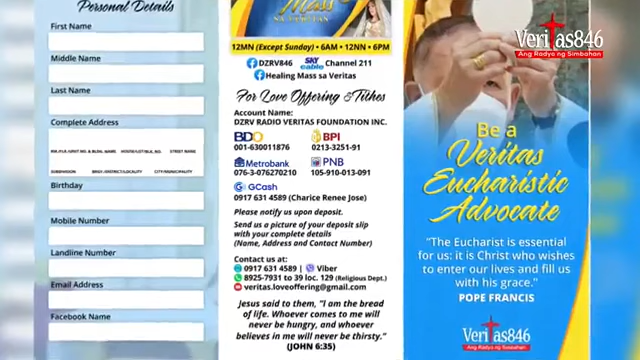 Personal Details
First Name
Middle Name
Last Name
Complete Address
STREET NAME
SUBDIVISION
CITY/MUNICIPALITY
Birthday
Mobile Number
Landline Number
Email Address
Facebook Name
Mass
SA VERITAS
12MN (Except Sunday) • 6AM • 12NN • 6PM
DZRV846 SKY cable Channel 211
Healing Mass sa Veritas
For Love Offering & Tithes
Account Name:
DZRV RADIO VERITAS FOUNDATION INC.
BDO BPI
001-630011876 0213-3251-91
Metrobank PNB
076-3-076270210 105-910-013-091
GCash
0917 631 4589 (Charice Renee Jose)
Please notify us upon deposit.
Send us a picture of your deposit slip
with your complete details
(Name, Address and Contact Number)
Contact us at:
0917 631 4589 | Viber
8925-7931 to 39 loc. 129 (Religious Dept.)
veritas.loveoffering@gmail.com
Jesus said to them, "I am the bread
of life. Whoever comes to me will
never be hungry, and whoever
believes in me will never be thirsty."
(JOHN 6:35)
Veritas846
Ang Radyo ng Simbahan
Be a
Veritas
Eucharistic
Advocate
"The Eucharist is essential
for us: it is Christ who wishes
to enter our lives and fill us
with his grace."
POPE FRANCIS
Veritas846
Ang Radyo ng Simbahan